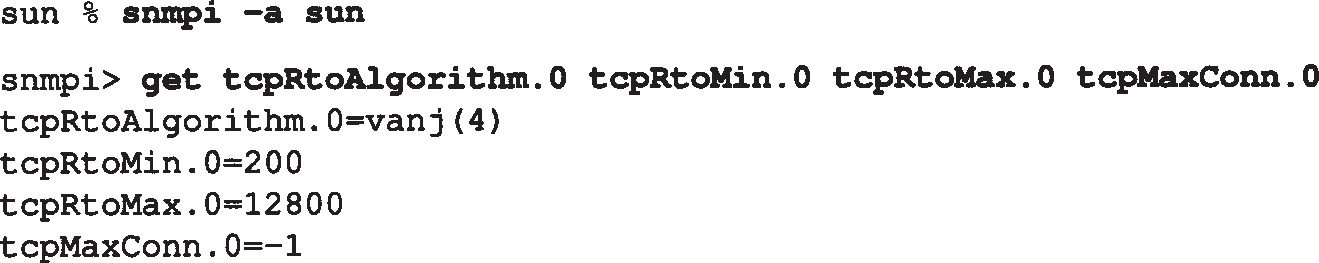 sun % snmpi -a sun
snmpi> get tcpRtoAlgorithm.0 tcpRtoMin.0 tcpRtoMax.0 tcpMaxConn.0
tcpRtoAlgorithm.0=vanj(4)
tcpRtoMin.0=200
tcpRtoMax.0=12800
tcpMaxConn.0=-1